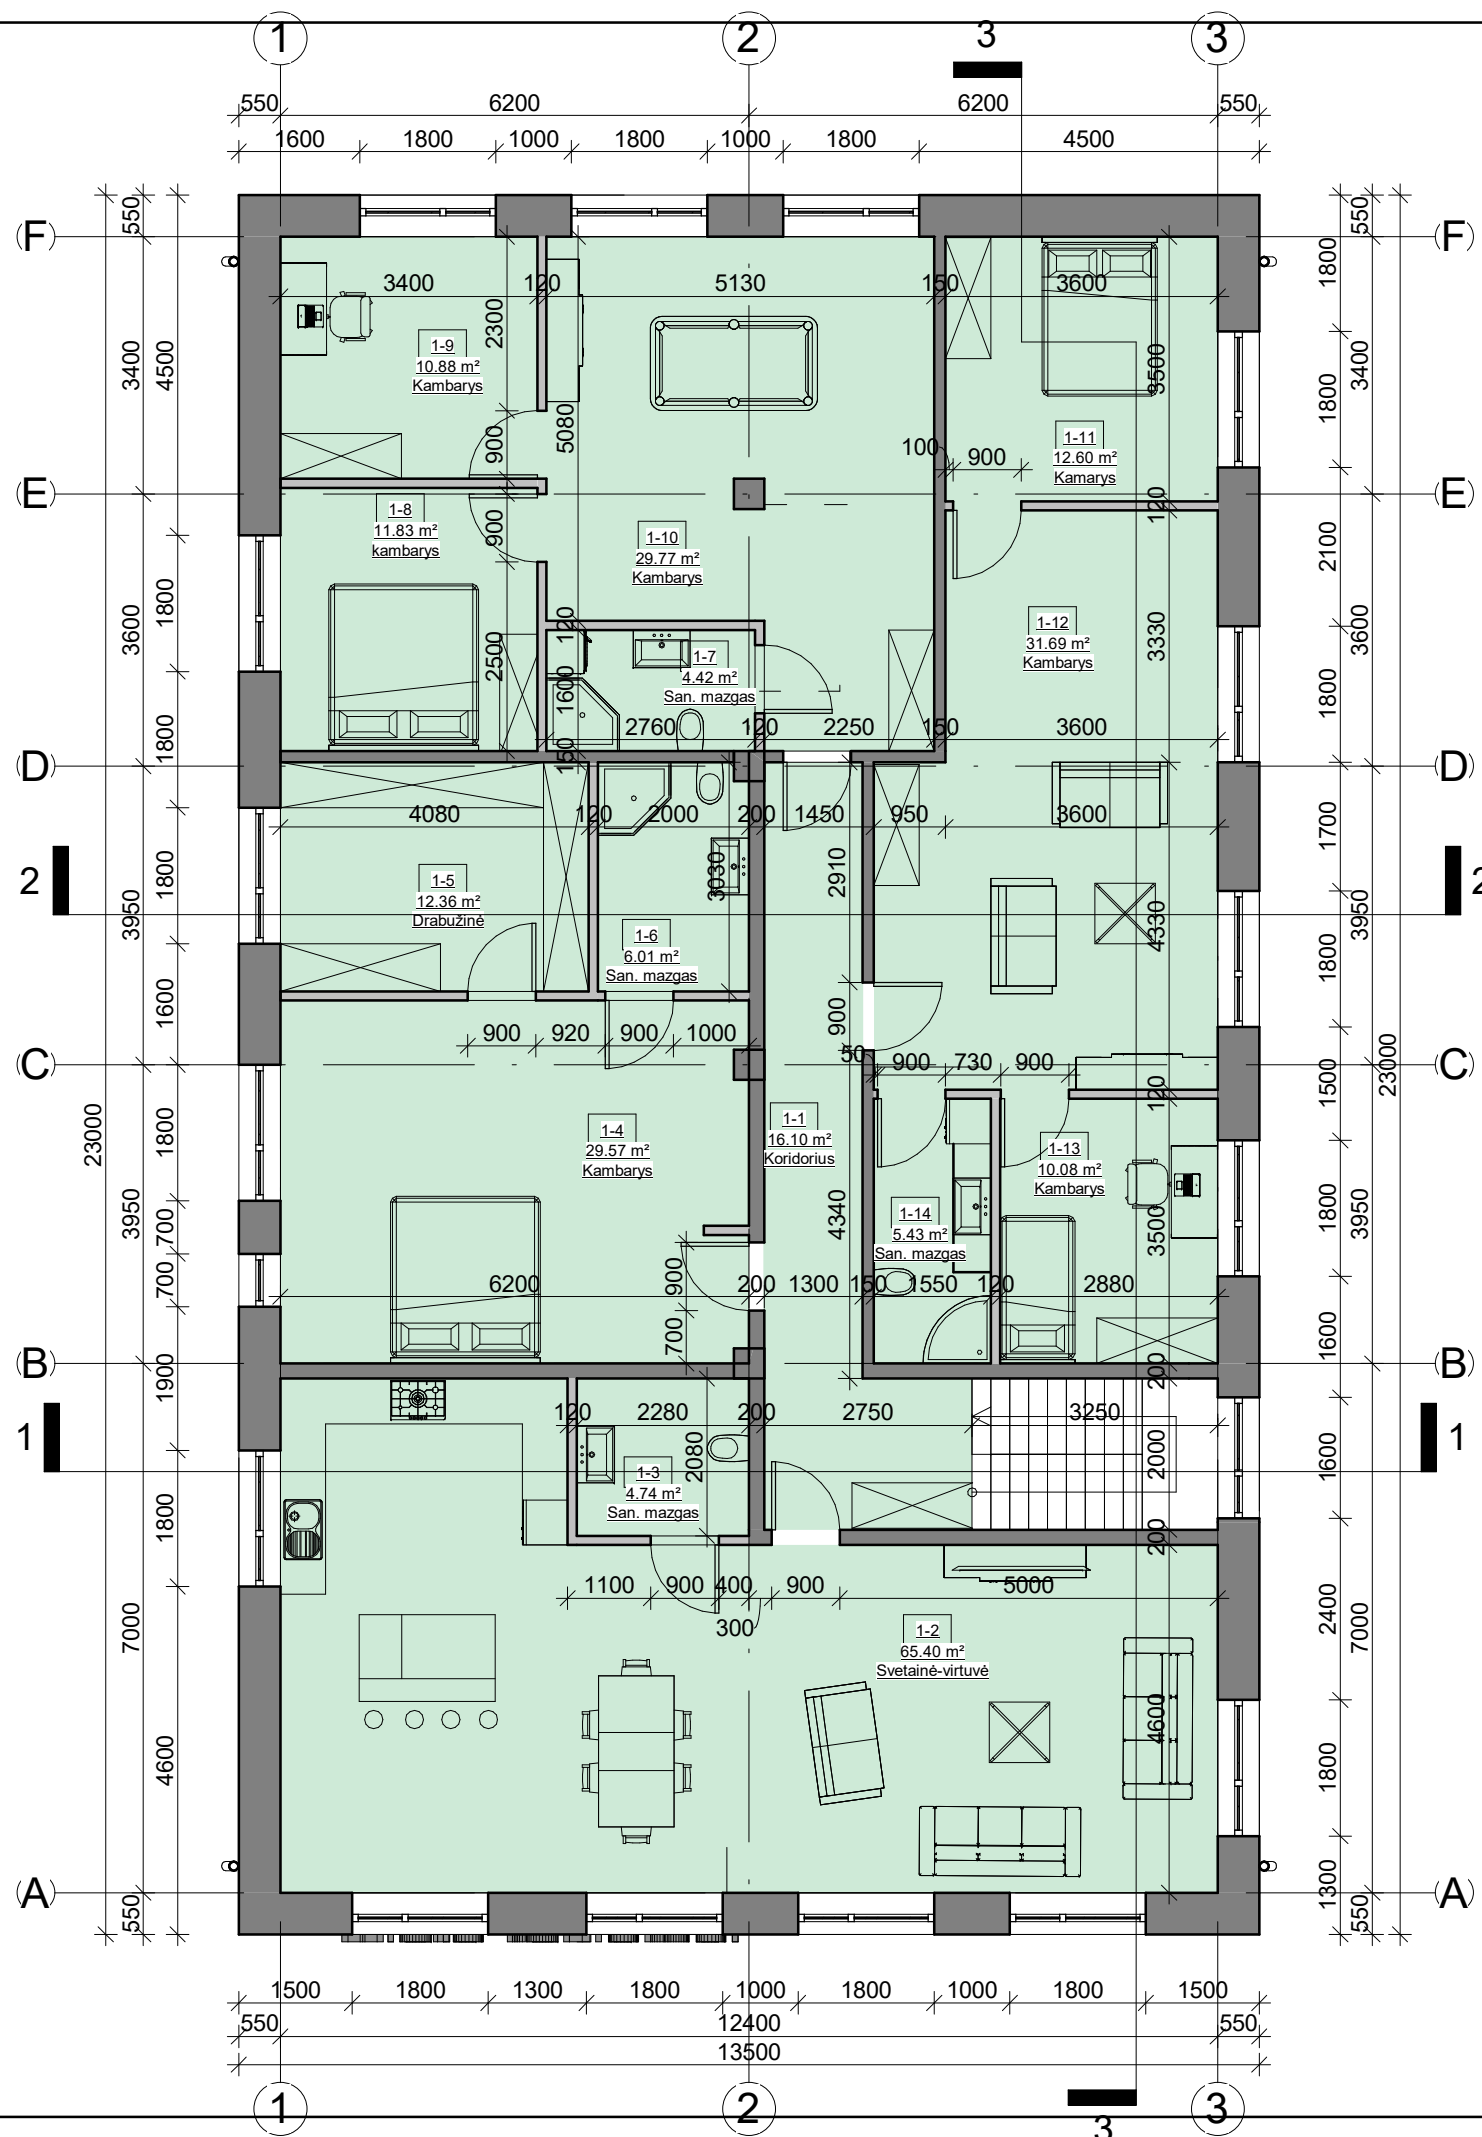 1 2 3 3
550 6200 6200 550
1600 1800 1000 1800 1000 1800 4500
550 550
(F) (F)
3400 120 5130 150 3600
2300
1800
3400 4500
1-9
10.88 m²
Kambarys
3500
1800 3400
900
5080
1-11
12.60 m²
Kamarys
100 900
(E) (E)
1-8
11.83 m²
kambarys
900
120
1-10
29.77 m²
Kambarys
2100
3600 1800
120
1-12
31.69 m²
Kambarys
3330
3600
2500
1600
1-7
4.42 m²
San. mazgas
1800
2760 120 2250 150 3600
1800
150
(D) (D)
4080 120 2000 200 1450 950 3600
1700
2 2
1800
3950
1-5
12.36 m²
Drabužinė
3030
2910
4330
3950
1-6
6.01 m²
San. mazgas
1800
1600
900
900 920 900 1000
50 900 730 900
(C) (C)
23000 23000
1500
120
1800
1-4
29.57 m²
Kambarys
1-1
16.10 m²
Koridorius
1-13
10.08 m²
Kambarys
1-14
5.43 m²
San. mazgas
3950 700
4340
3500
1800 3950
700
900
6200 200 1300 150 1550 120 2880
700
1600
200
(B) (B)
1900
120 2280 200 2750 3250
1 1
2080
2000
1600
1-3
4.74 m²
San. mazgas
1800
200
1100 900 400 900 5000
300
1-2
65.40 m²
Svetainė-virtuvė
7000
2400 7000
4600
4600
1800
(A) (A)
1300
550 550
1500 1800 1300 1800 1000 1800 1000 1800 1500
550 12400 550
13500
1 2 3 3